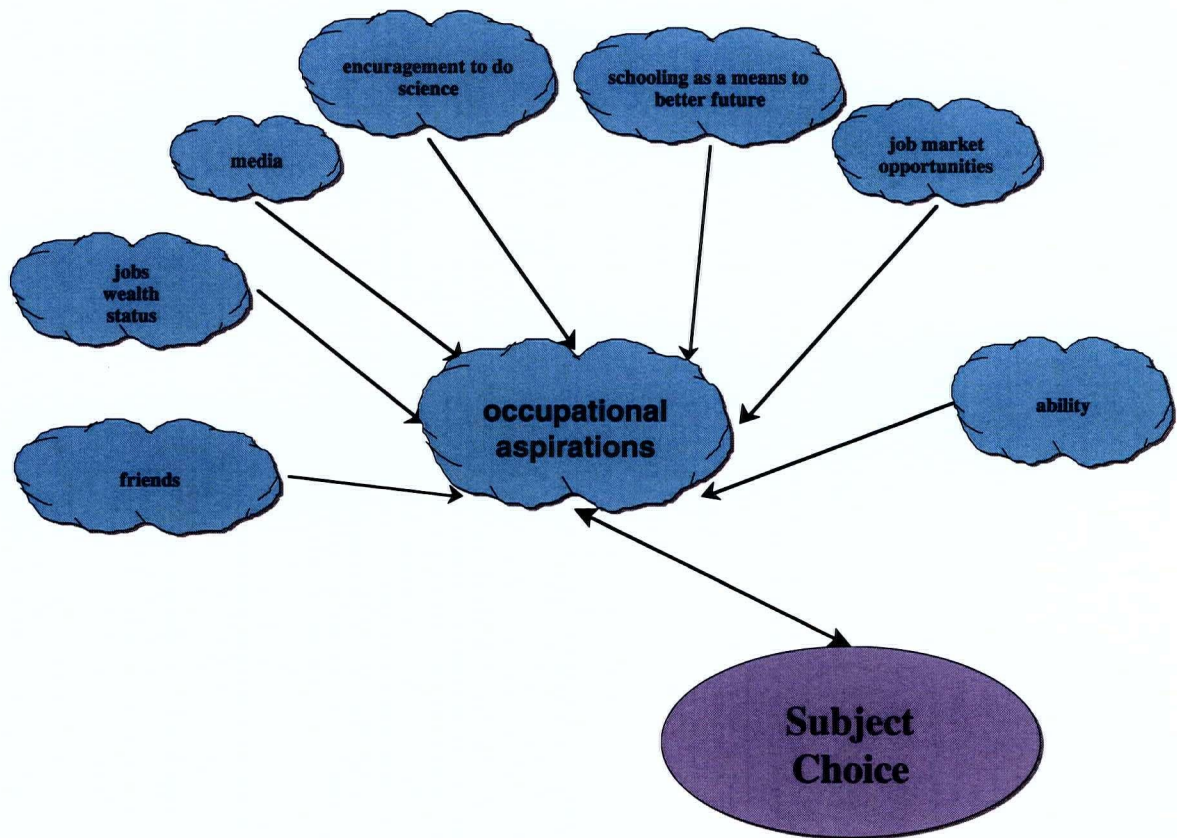 encuragement to do
science
schooling as a means to
better future
media
job market
opportunities
jobs
wealth
status
occupational
aspirations
ability
friends
Subject
Choice